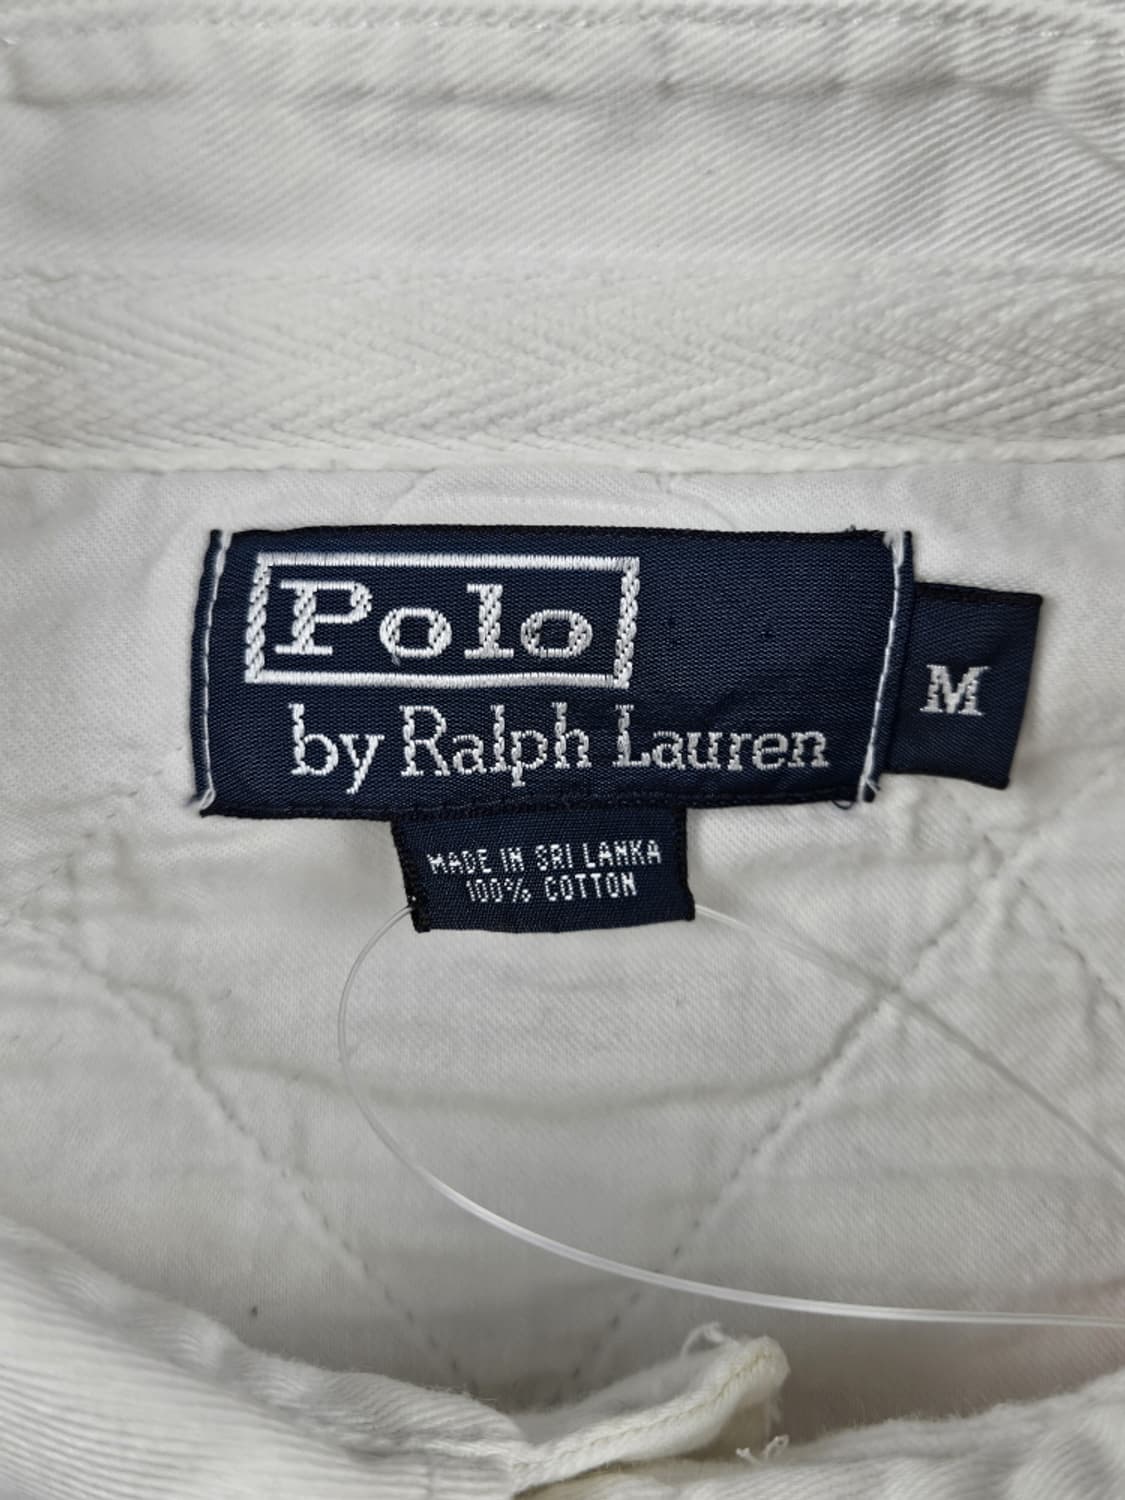 Polo
by Ralph Lauren
M
MADE IN SRI LANKA
100% COTTON